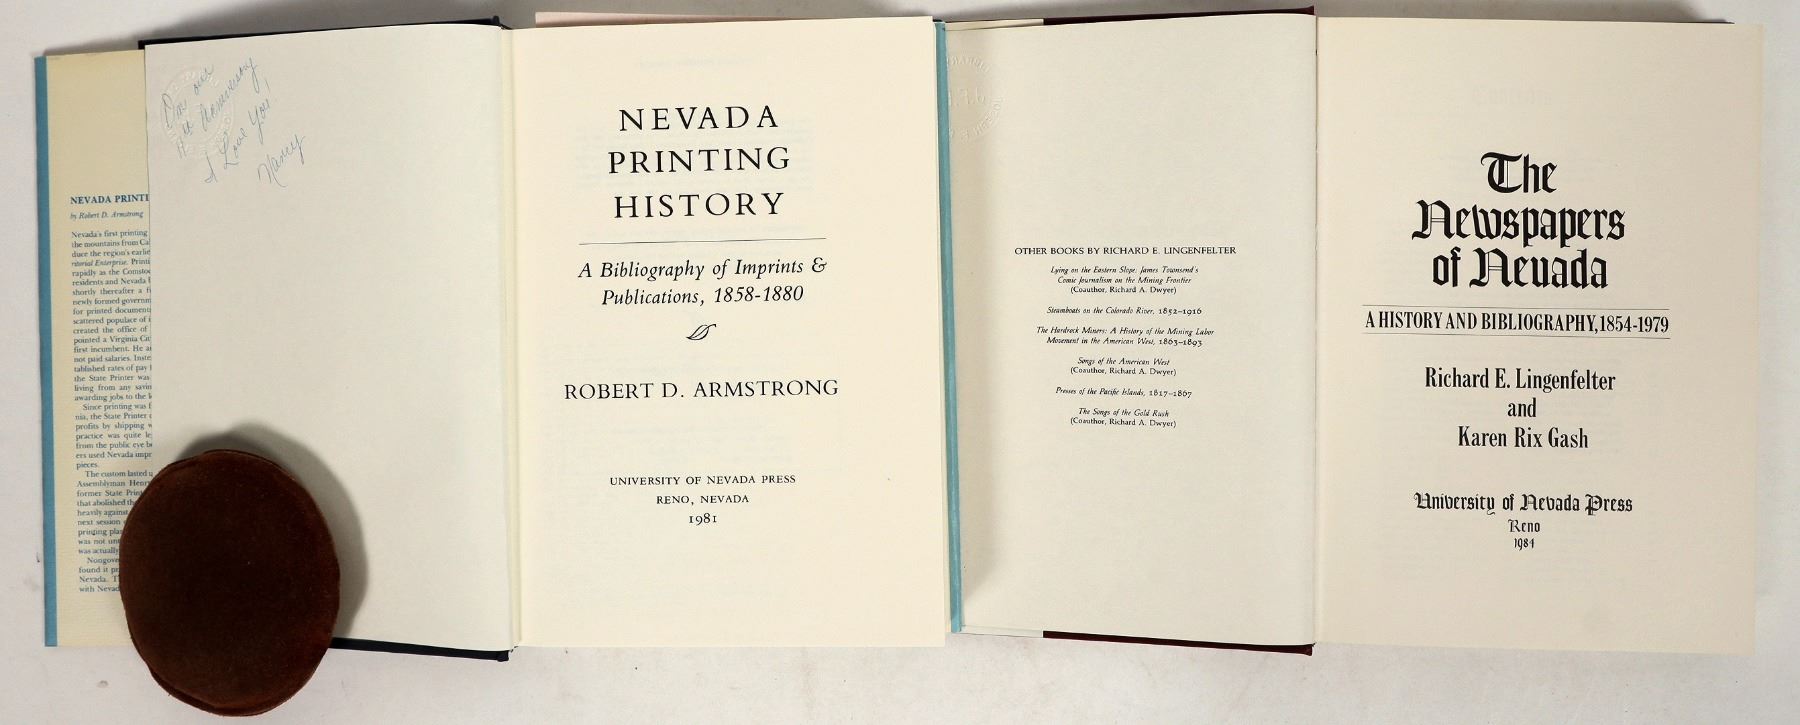 NEVADA PRINTI
by Robert D. Armstrong
Nevada's first printing
the mountains from Ca
duce the region's earlie
ritorial Enterprise. Printi
rapidly as the Comstoc
residents and Nevada
shortly thereafter a fi
newly formed governm
for printed document
scattered populace of i
created the office of
pointed a Virginia Cit
first incumbent. He a
not paid salaries. Inste
tablished rates of pay
the State Printer was
living from any savin
awarding jobs to the
Since printing was
nia, the State Printer
profits by shipping
practice was quite le
from the public eye b
ers used Nevada impr
pieces.
The custom lasted u
Assemblyman Henr
former State Print
that abolished the
heavily against
next session
printing plan
was not unt
was actually
Nongov
found it pr
Nevada. T
with Nevad
On our
Anniversary
I Love You!
Nancy
NEVADA
PRINTING
HISTORY
A Bibliography of Imprints &
Publications, 1858-1880
ROBERT D. ARMSTRONG
UNIVERSITY OF NEVADA PRESS
RENO, NEVADA
1981
OTHER BOOKS BY RICHARD E. LINGENFELTER
Lying on the Eastern Slope: James Townsend's
Comic Journalism on the Mining Frontier
(Coauthor, Richard A. Dwyer)
Steamboats on the Colorado River, 1852–1916
The Hardrock Miners: A History of the Mining Labor
Movement in the American West, 1863–1893
Songs of the American West
(Coauthor, Richard A. Dwyer)
Presses of the Pacific Islands, 1817–1867
The Songs of the Gold Rush
(Coauthor, Richard A. Dwyer)
The
Newspapers
of Nevada
A HISTORY AND BIBLIOGRAPHY, 1854-1979
Richard E. Lingenfelter
and
Karen Rix Gash
University of Nevada Press
Reno
1984